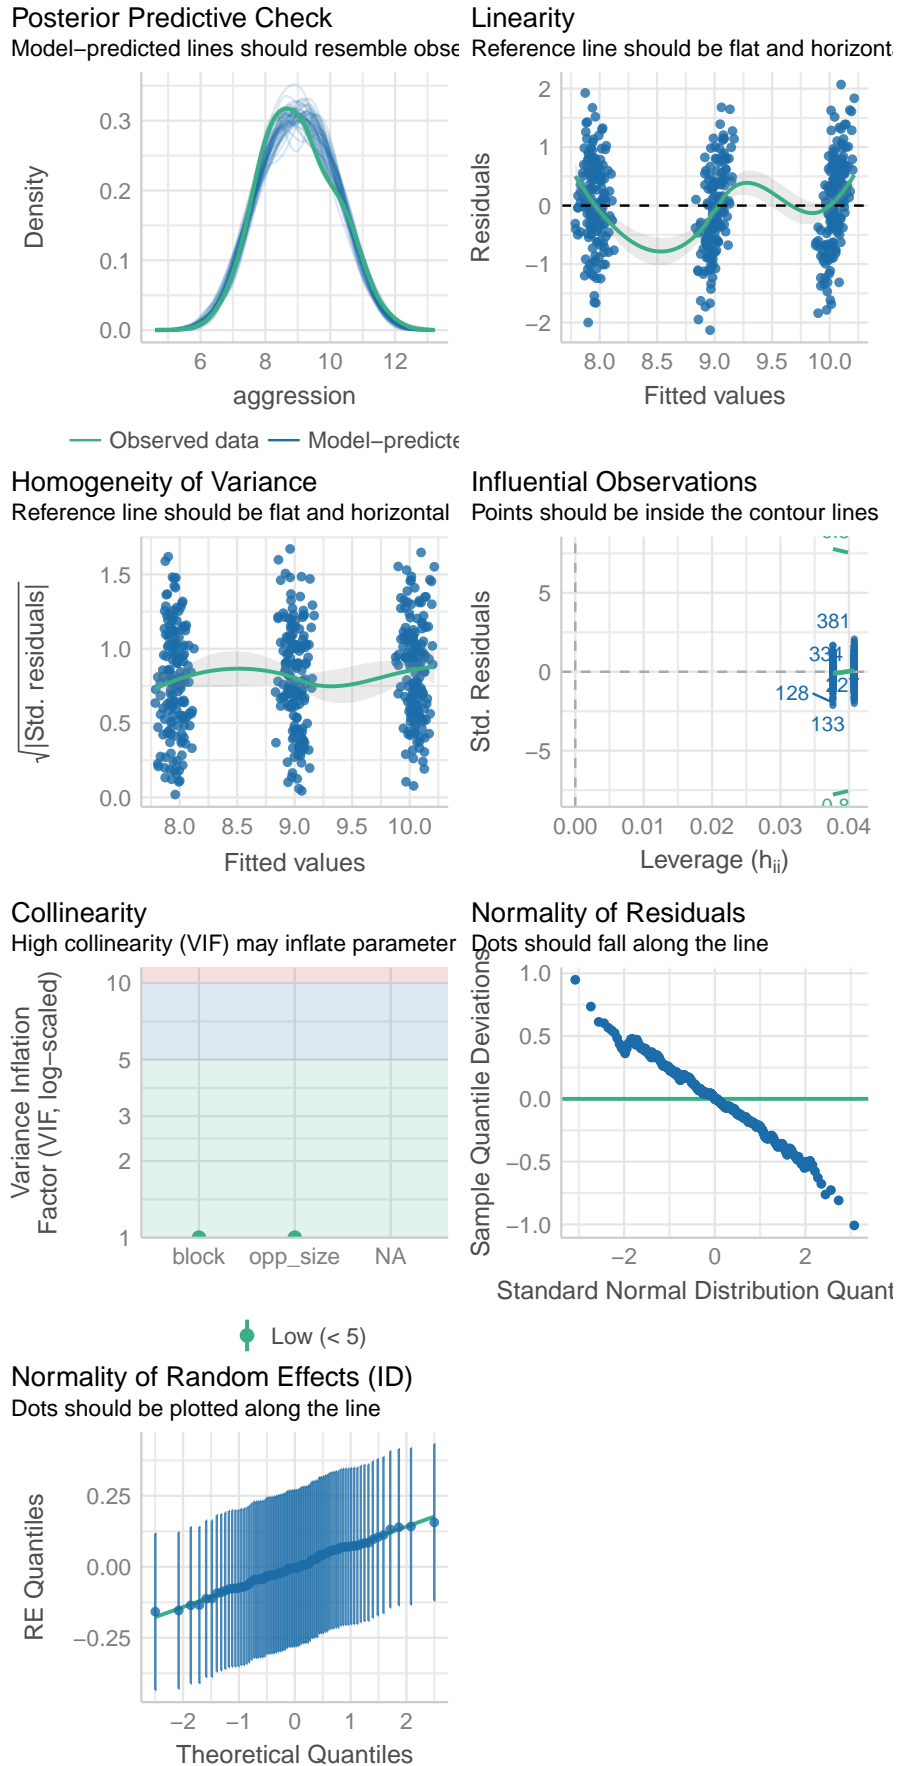 Posterior Predictive Check
Model−predicted lines should resemble obse
0.3
0.2
0.1
0.0
Density
6 8 10 12
aggression
Observed data Model−predicte
Linearity
Reference line should be flat and horizont
2
1
0
−1
−2
Residuals
8.0 8.5 9.0 9.5 10.0
Fitted values
Homogeneity of Variance
Reference line should be flat and horizontal
1.5
1.0
0.5
0.0
√|Std. residuals|
8.0 8.5 9.0 9.5 10.0
Fitted values
Influential Observations
Points should be inside the contour lines
5
0
−5
Std. Residuals
381
334
128
133
0.8
0.00 0.01 0.02 0.03 0.04
Leverage (hii)
Collinearity
High collinearity (VIF) may inflate parameter
10
5
3
2
1
Variance Inflation
Factor (VIF, log−scaled)
block opp_size NA
Low (< 5)
Normality of Residuals
Dots should fall along the line
1.0
0.5
0.0
−0.5
−1.0
Sample Quantile Deviations
−2 0 2
Standard Normal Distribution Quant
Normality of Random Effects (ID)
Dots should be plotted along the line
0.25
0.00
−0.25
RE Quantiles
−2 −1 0 1 2
Theoretical Quantiles